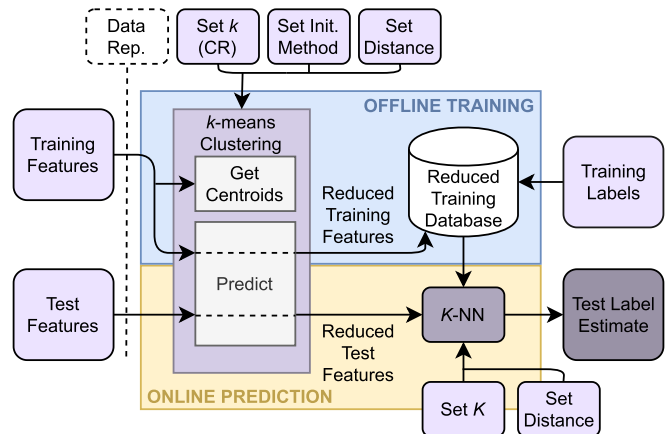 Data
Rep.
Set k
(CR)
Set Init.
Method
Set
Distance
OFFLINE TRAINING
k-means
Clustering
Training
Features
Get
Centroids
Reduced
Training
Features
Reduced
Training
Database
Training
Labels
Predict
Test
Features
K-NN
Test Label
Estimate
Reduced
Test
Features
ONLINE PREDICTION
Set K
Set
Distance